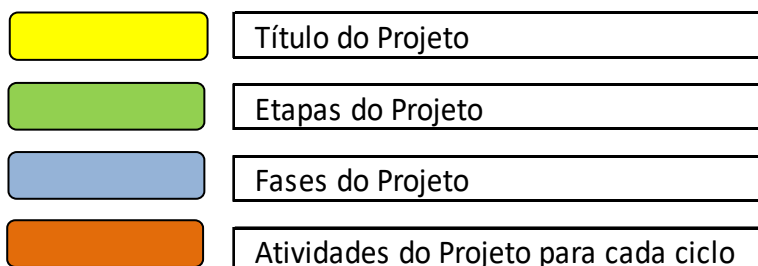 Título do Projeto
Etapas do Projeto
Fases do Projeto
Atividades do Projeto para cada ciclo